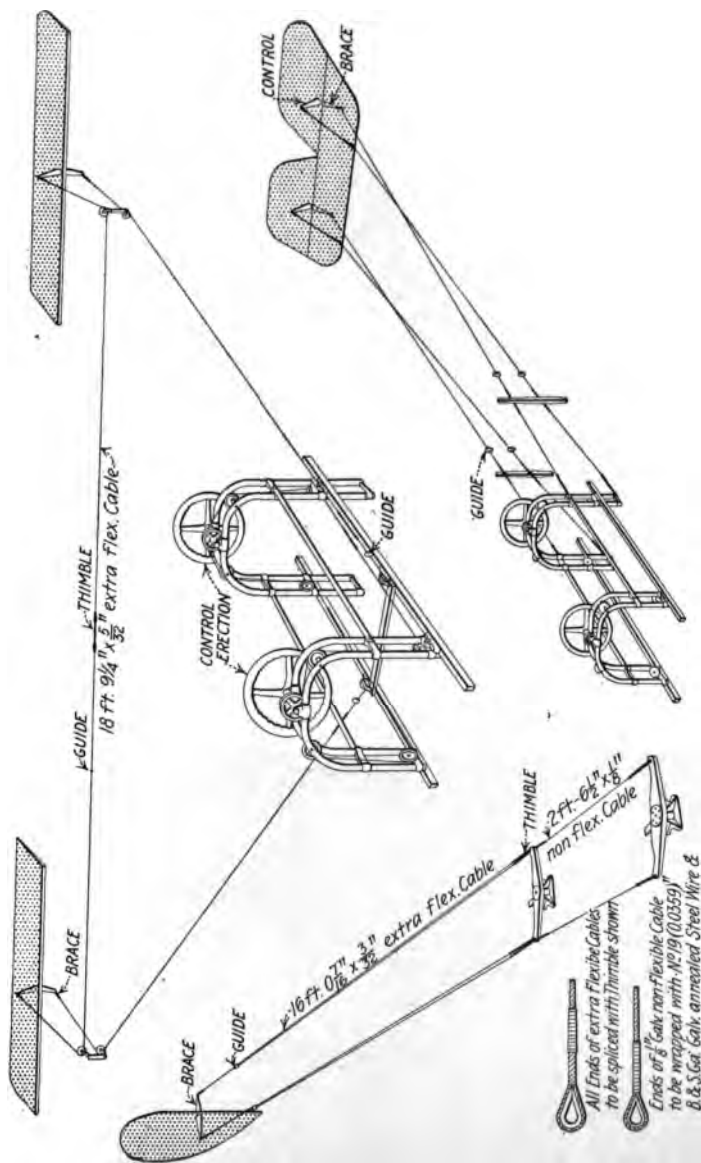 CONTROL
BRACE
THIMBLE
18 ft. 9¼" x 5/32" extra flex. Cable
GUIDE
GUIDE
CONTROL
ERECTION
GUIDE
BRACE
BRACE
GUIDE
16 ft. 0 7/16" x 3/32" extra flex. Cable
THIMBLE
2 ft. 6½" x ⅛"
non flex. Cable
All Ends of extra Flexible Cables
to be spliced with Thimble shown
Ends of ⅛" Galv. non Flexible Cable
to be wrapped with - Nº 19 (0.0359)"
B. & S. Ga' Galv. annealed Steel Wire &